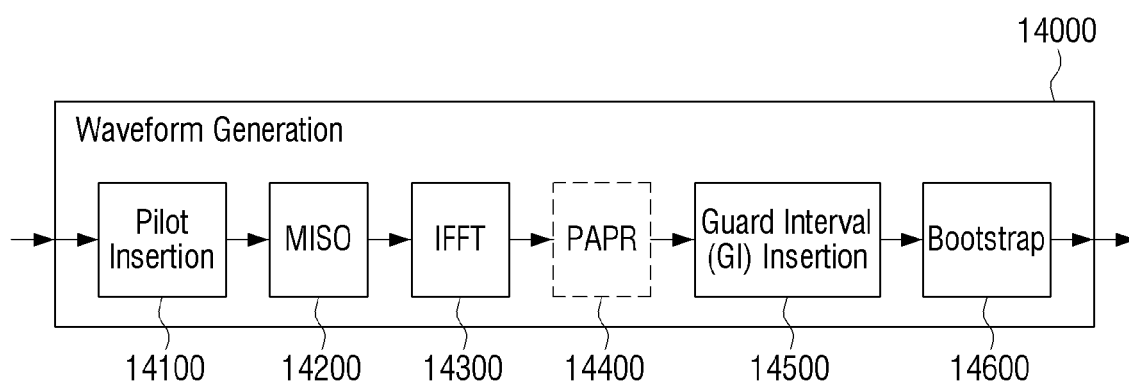 14000
Waveform Generation
Pilot
Insertion
MISO
IFFT
PAPR
Guard Interval
(GI) Insertion
Bootstrap
14100
14200
14300
14400
14500
14600